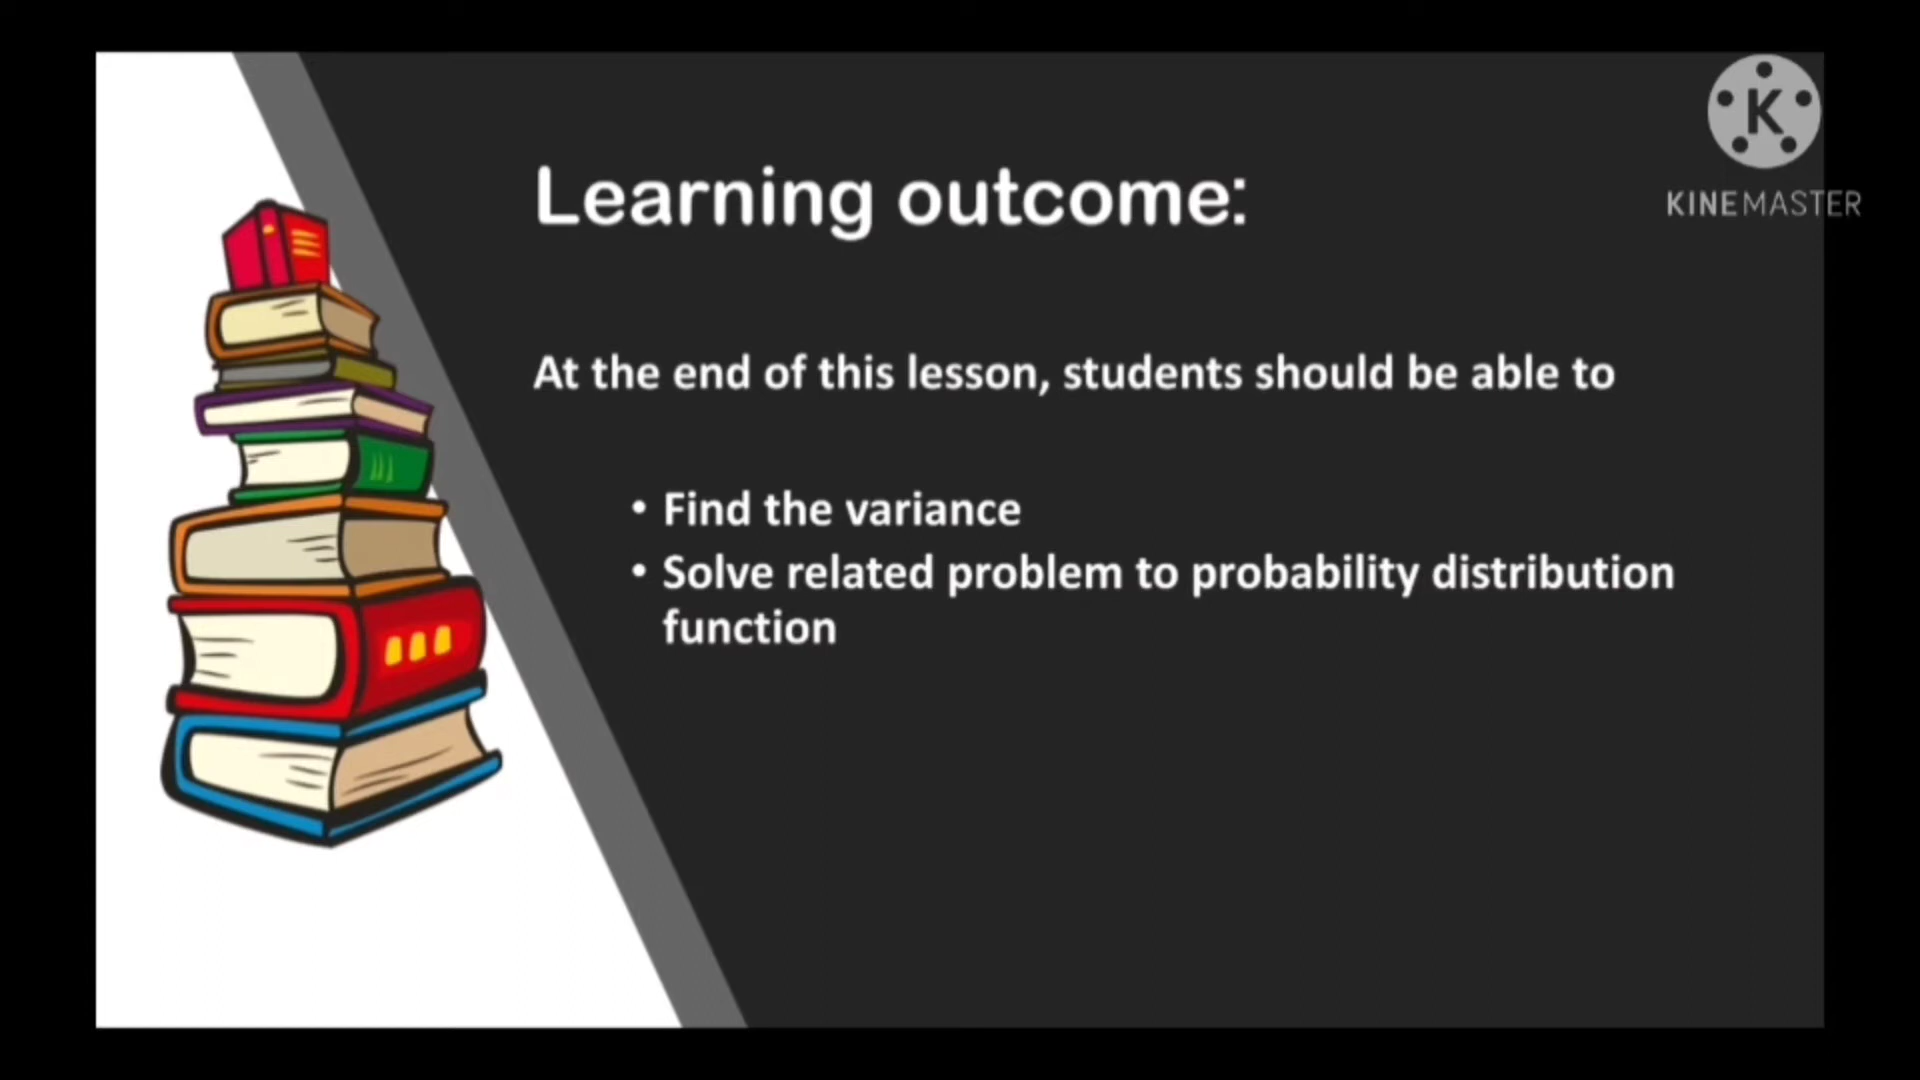 K
KINEMASTER
Learning outcome:
At the end of this lesson, students should be able to
• Find the variance
• Solve related problem to probability distribution
function